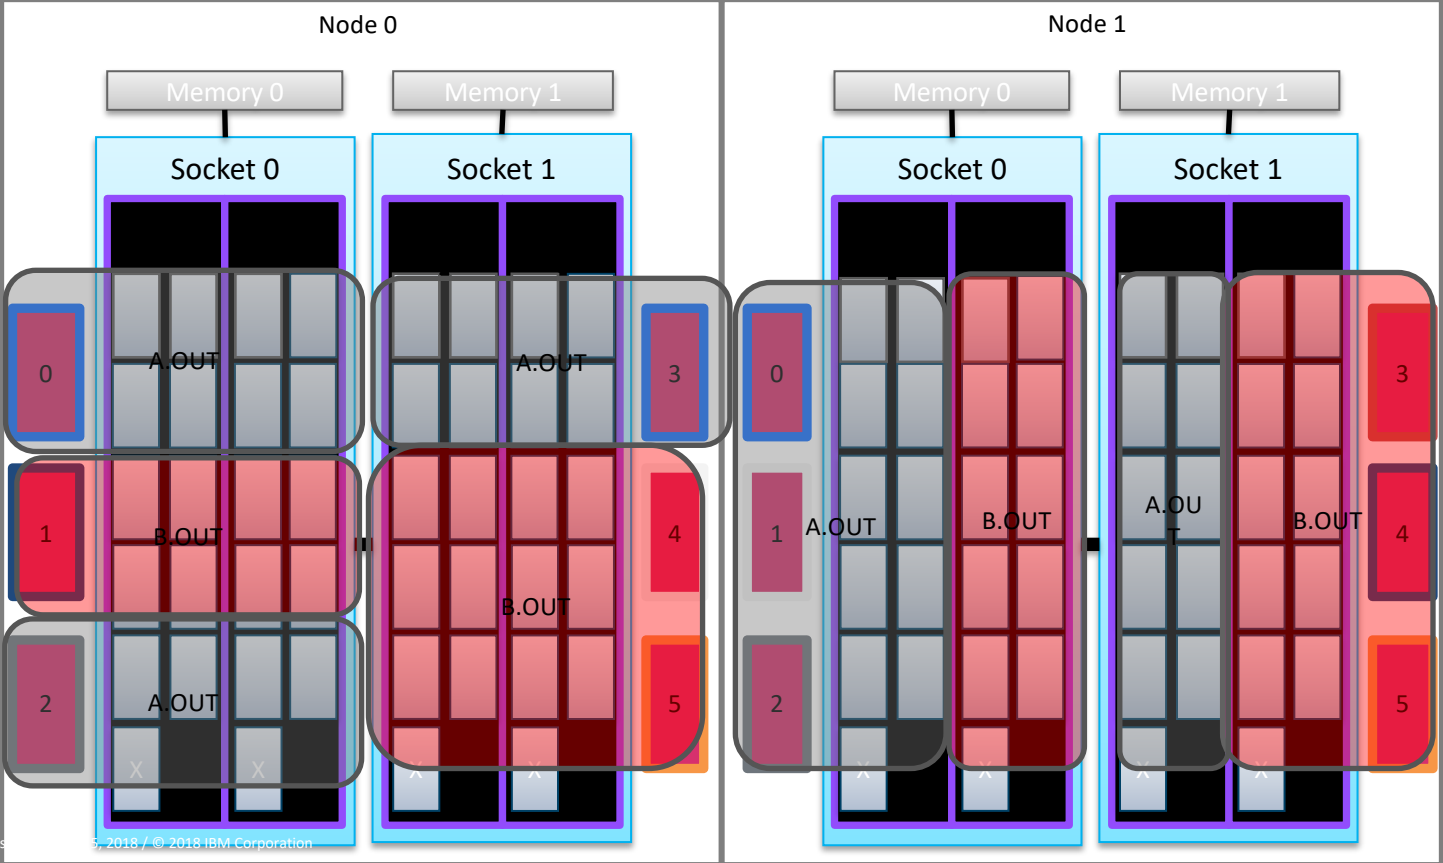 Node 0
Node 1
Memory 0
Memory 1
Memory 0
Memory 1
Socket 0
Socket 1
Socket 0
Socket 1
A.OUT
A.OUT
0
3
0
3
B.OUT
1
4
1
A.OUT
B.OUT
A.OU
T
B.OUT
4
B.OUT
A.OUT
2
5
2
5
X
X
X
X
X
X
X
X
5, 2018 / © 2018 IBM Corporation